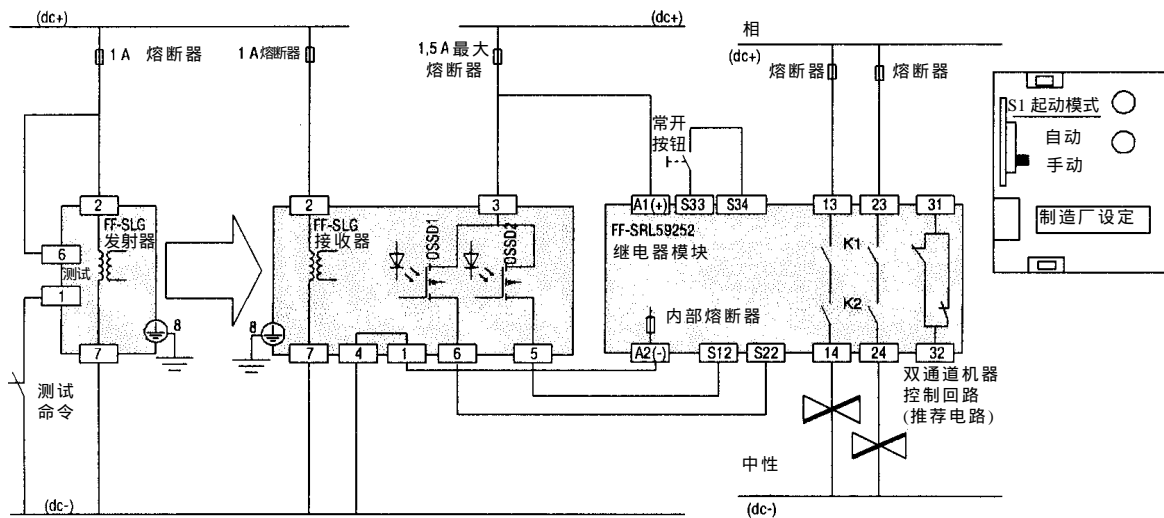 (dc+)
(dc+)
相
(dc+)
1 A 熔断器
1 A 熔断器
1,5 A 最大
熔断器
熔断器
熔断器
S1 起动模式
自动
手动
制造厂设定
常开
按钮
2
2
3
A1(+)
S33
S34
13
23
31
FF-SLG
发射器
FF-SLG
接收器
OSSD1
OSSD2
FF-SRL59252
继电器模块
K1
K2
6
测试
1
8
8
内部熔断器
7
7
4
1
6
5
A2(-)
S12
S22
14
24
32
测试
命令
双通道机器
控制回路
(推荐电路)
中性
(dc-)
(dc-)